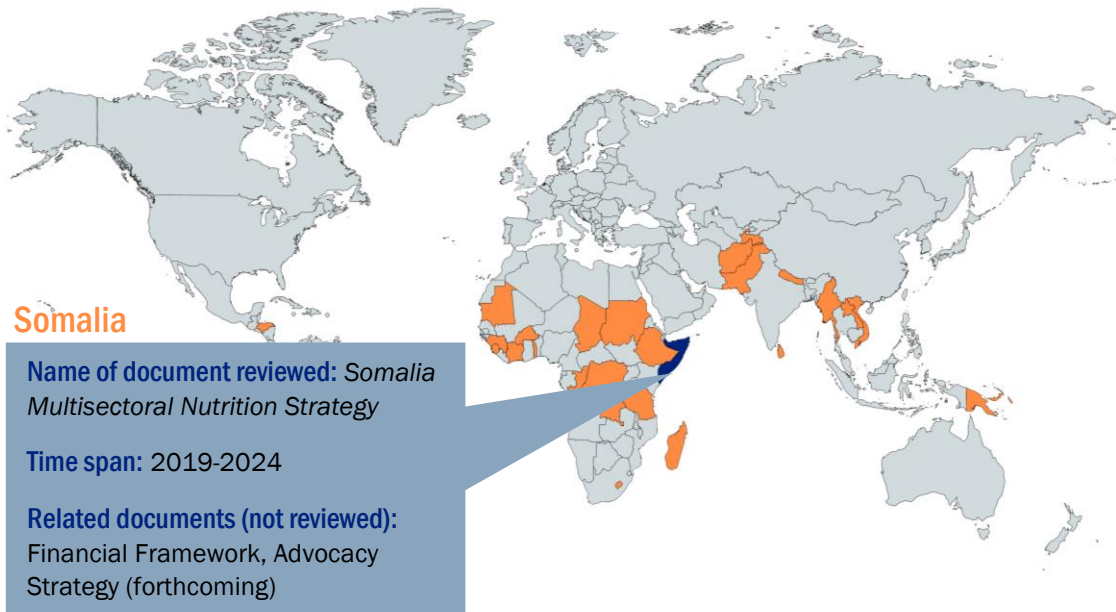 Somalia
Name of document reviewed: Somalia
Multisectoral Nutrition Strategy
Time span: 2019-2024
Related documents (not reviewed):
Financial Framework, Advocacy
Strategy (forthcoming)